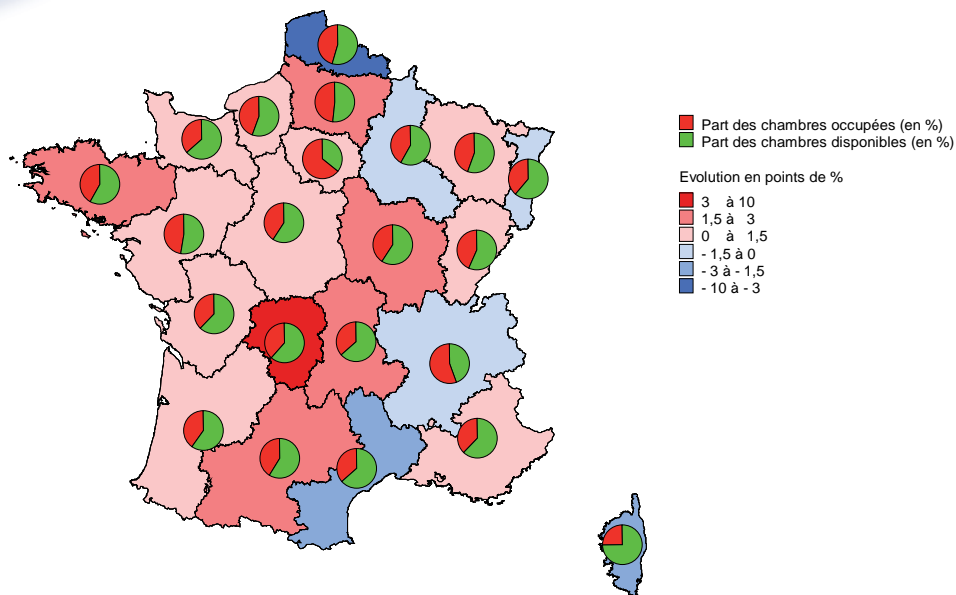 Part des chambres occupées (en %)
Part des chambres disponibles (en %)
Evolution en points de %
3 à 10
1,5 à 3
0 à 1,5
- 1,5 à 0
- 3 à - 1,5
- 10 à - 3